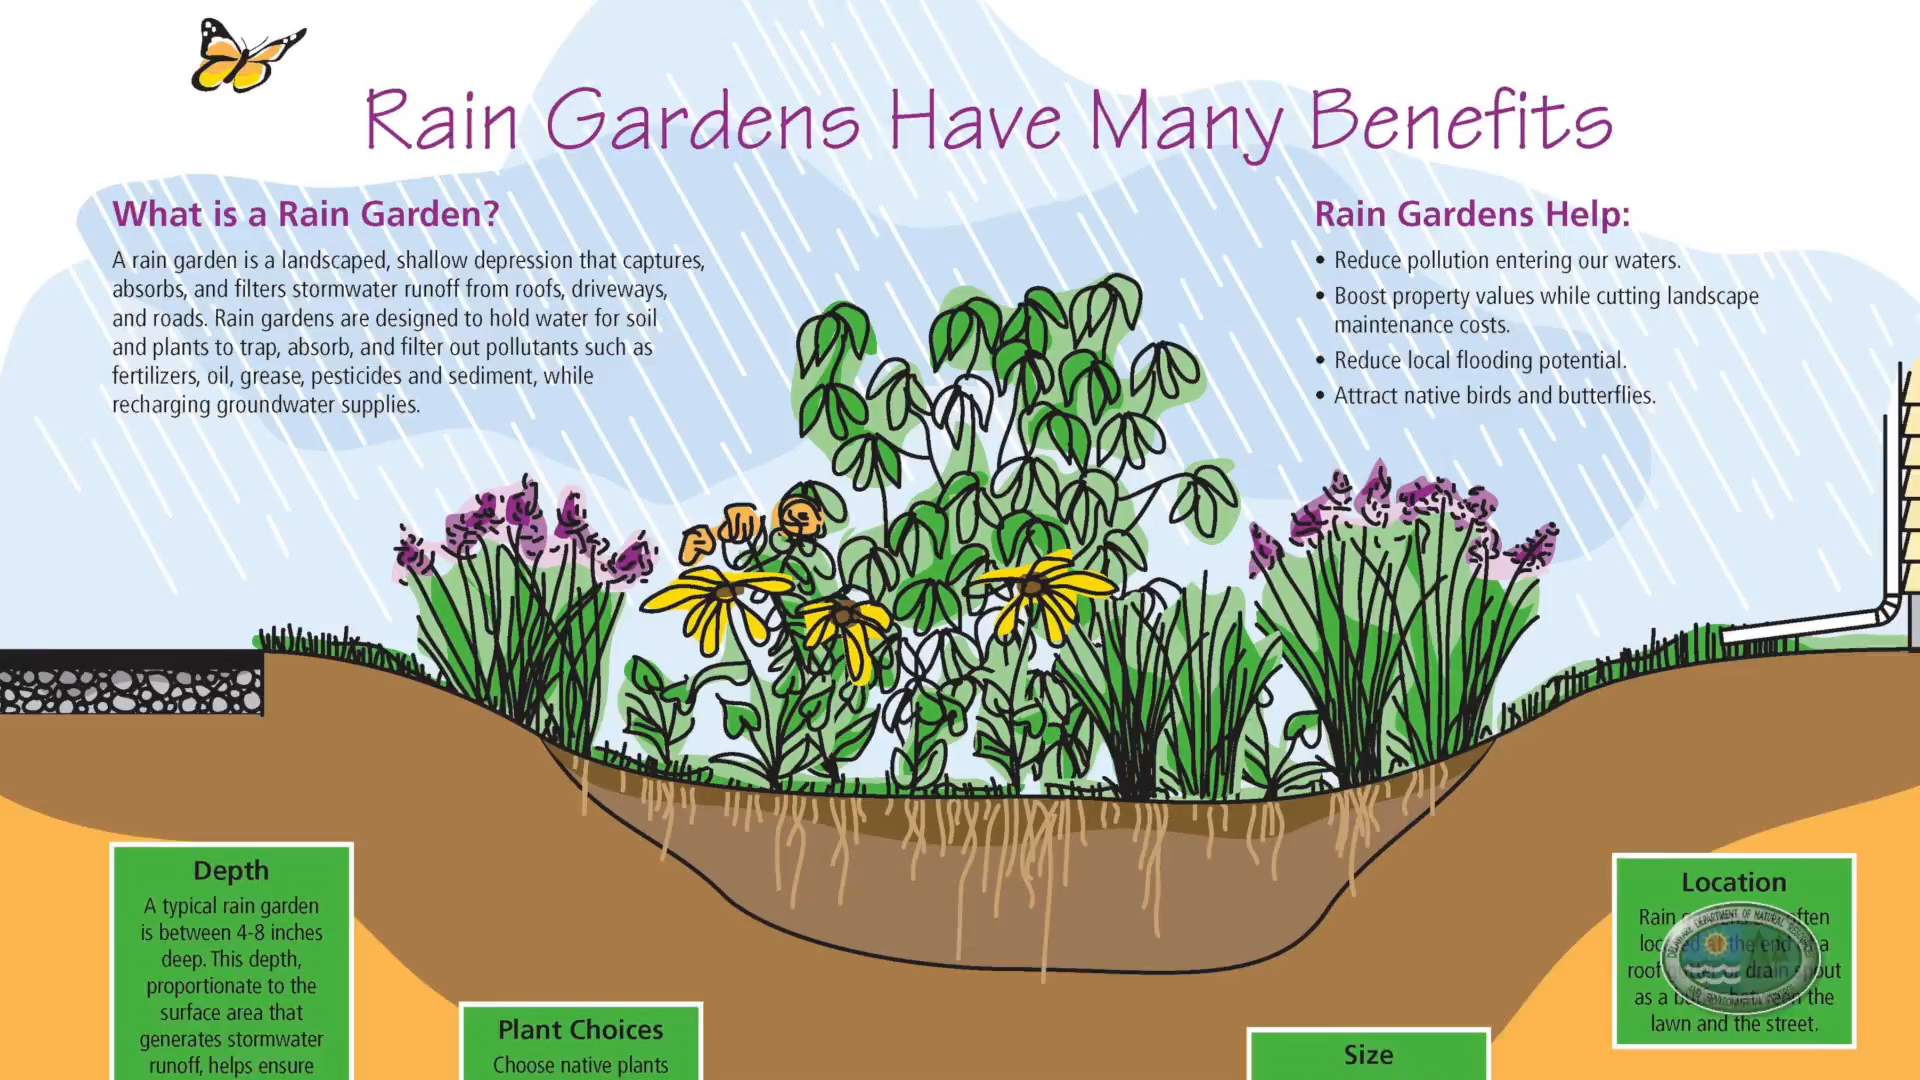 Rain Gardens Have Many Benefits
What is a Rain Garden?
A rain garden is a landscaped, shallow depression that captures,
absorbs, and filters stormwater runoff from roofs, driveways,
and roads. Rain gardens are designed to hold water for soil
and plants to trap, absorb, and filter out pollutants such as
fertilizers, oil, grease, pesticides and sediment, while
recharging groundwater supplies.
Rain Gardens Help:
• Reduce pollution entering our waters.
• Boost property values while cutting landscape
maintenance costs.
• Reduce local flooding potential.
• Attract native birds and butterflies.
Depth
A typical rain garden
is between 4-8 inches
deep. This depth,
proportionate to the
surface area that
generates stormwater
runoff, helps ensure
Plant Choices
Choose native plants
Size
Location
Rain often
the end a
roof drain
as a the
lawn and the street.
DEPARTMENT OF NATURAL